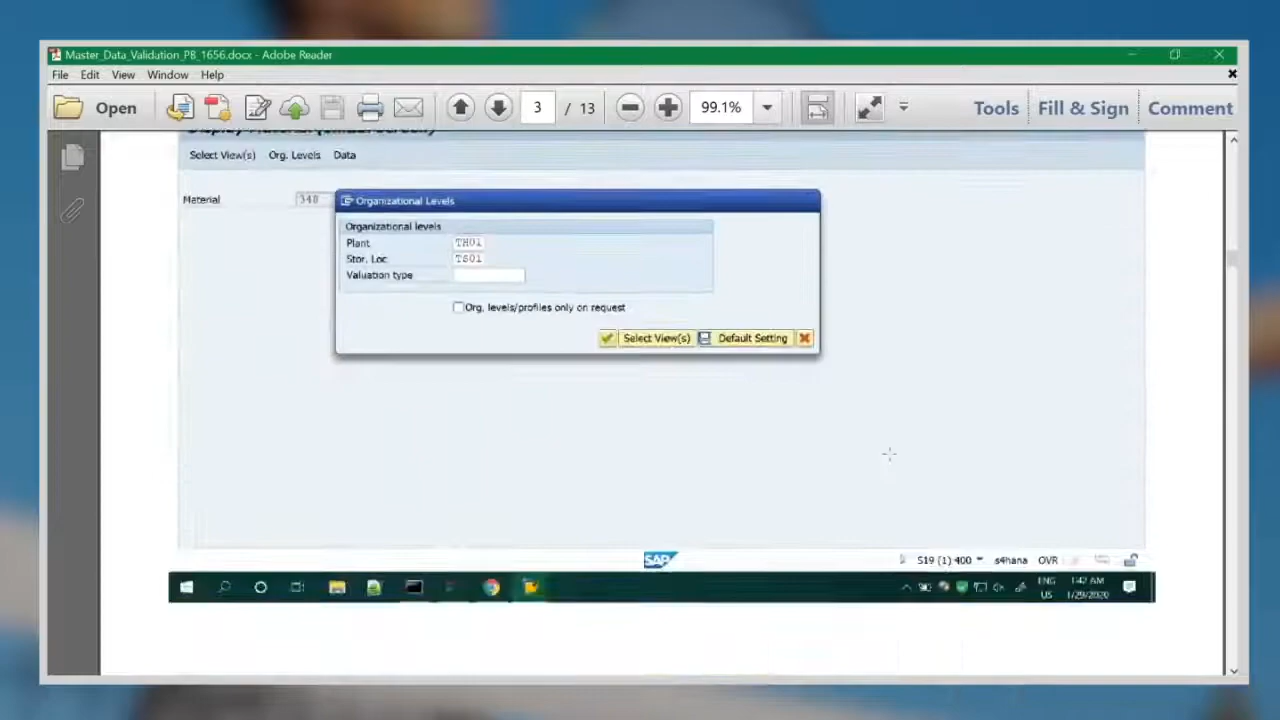 Master_Data_Validation_PB_1656.docx - Adobe Reader
File Edit View Window Help
Open 3 / 13 99.1% Tools Fill & Sign Comment
Select View(s) Org. Levels Data
Material 348
Organizational Levels
Organizational levels
Plant TH01
Stor. Loc TS01
Valuation type
Org. levels/profiles only on request
Select View(s) Default Setting
SAP S19 (1) 400 s4hana OVR
ENG 1:42 AM
US 1/29/2020